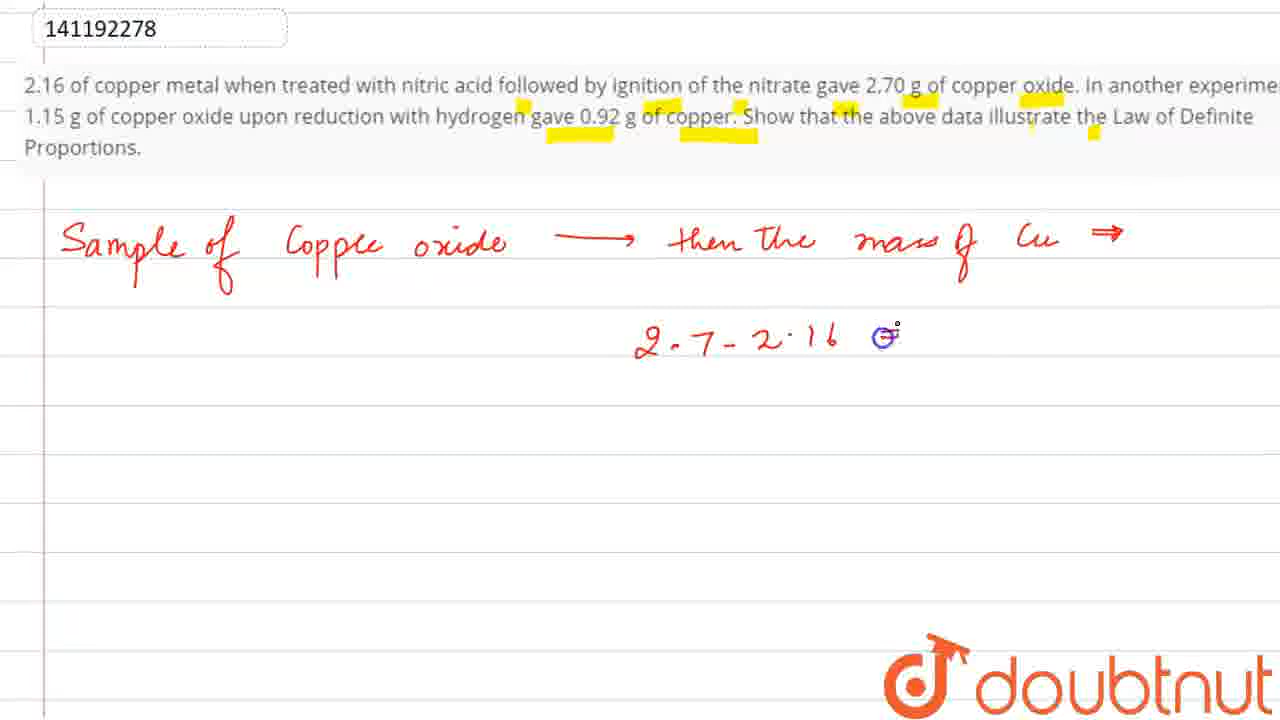 141192278
2.16 of copper metal when treated with nitric acid followed by ignition of the nitrate gave 2.70 g of copper oxide. In another experime
1.15 g of copper oxide upon reduction with hydrogen gave 0.92 g of copper. Show that the above data illustrate the Law of Definite
Proportions.
Sample of Copper oxide → then the mass of Cu ⇒
2.7 - 2.16 =
doubtnut